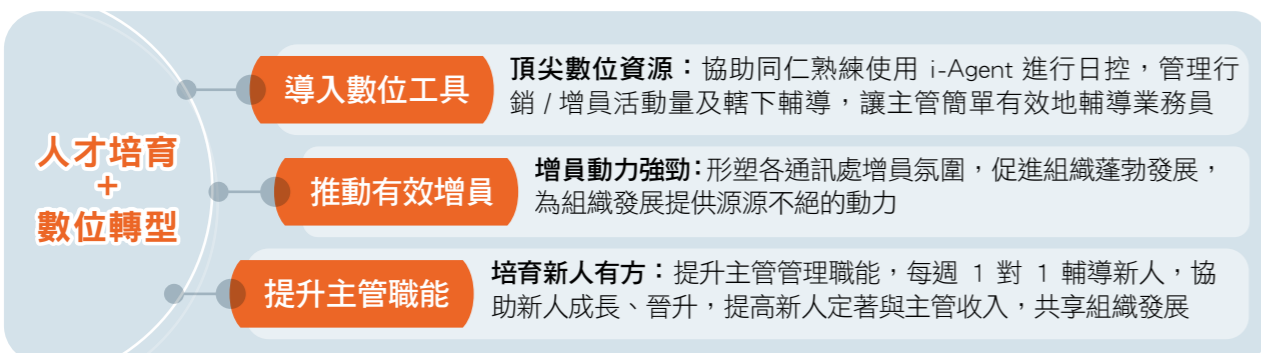 人才培育
+
數位轉型
導入數位工具
頂尖數位資源：協助同仁熟練使用 i-Agent 進行日控，管理行
銷 / 增員活動量及轄下輔導，讓主管簡單有效地輔導業務員
推動有效增員
增員動力強勁：形塑各通訊處增員氛圍，促進組織蓬勃發展，
為組織發展提供源源不絕的動力
提升主管職能
培育新人有方：提升主管管理職能，每週 1 對 1 輔導新人，協
助新人成長、晉升，提高新人定著與主管收入，共享組織發展